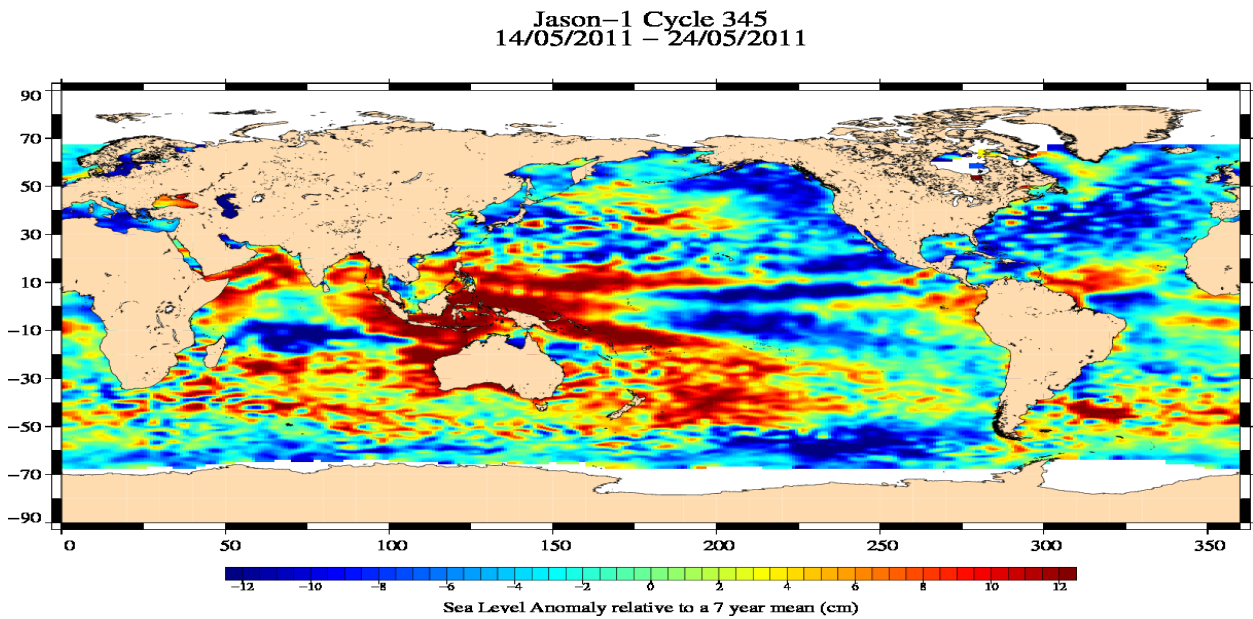 Jason-1 Cycle 345
14/05/2011 - 24/05/2011
90
70
50
30
10
-10
-30
-50
-70
-90
0 50 100 150 200 250 300 350
-12 -10 -8 -6 -4 -2 0 2 4 6 8 10 12
Sea Level Anomaly relative to a 7 year mean (cm)